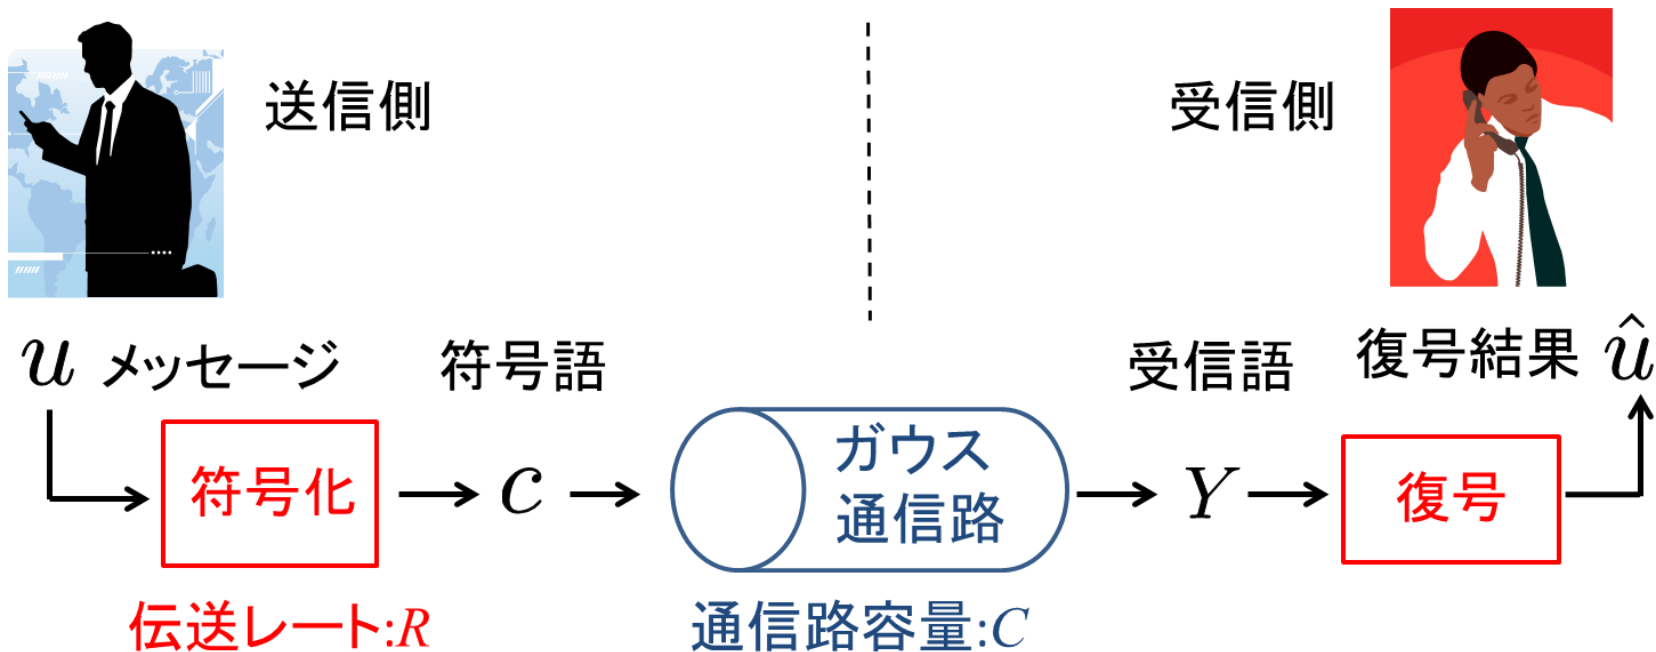 送信側
受信側
u メッセージ
符号語
受信語
復号結果 û
符号化
c
ガウス
通信路
Y
復号
伝送レート:R
通信路容量:C